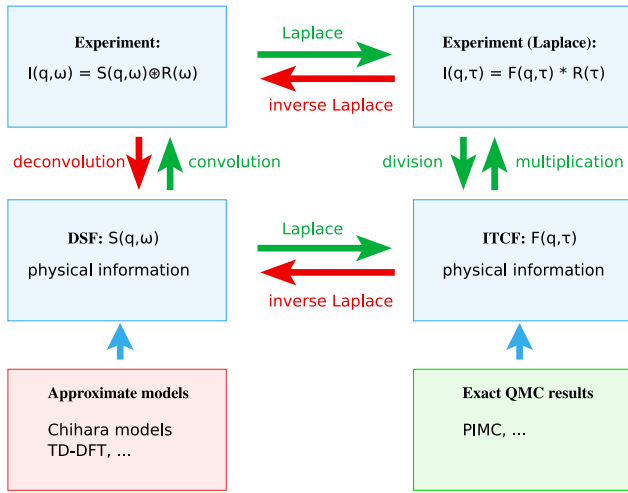 Experiment:
I(q,ω) = S(q,ω)⊕R(ω)
Laplace
inverse Laplace
Experiment (Laplace):
I(q,τ) = F(q,τ) * R(τ)
deconvolution
convolution
division
multiplication
DSF: S(q,ω)
physical information
Laplace
inverse Laplace
ITCF: F(q,τ)
physical information
Approximate models
Chihara models
TD-DFT, ...
Exact QMC results
PIMC, ...